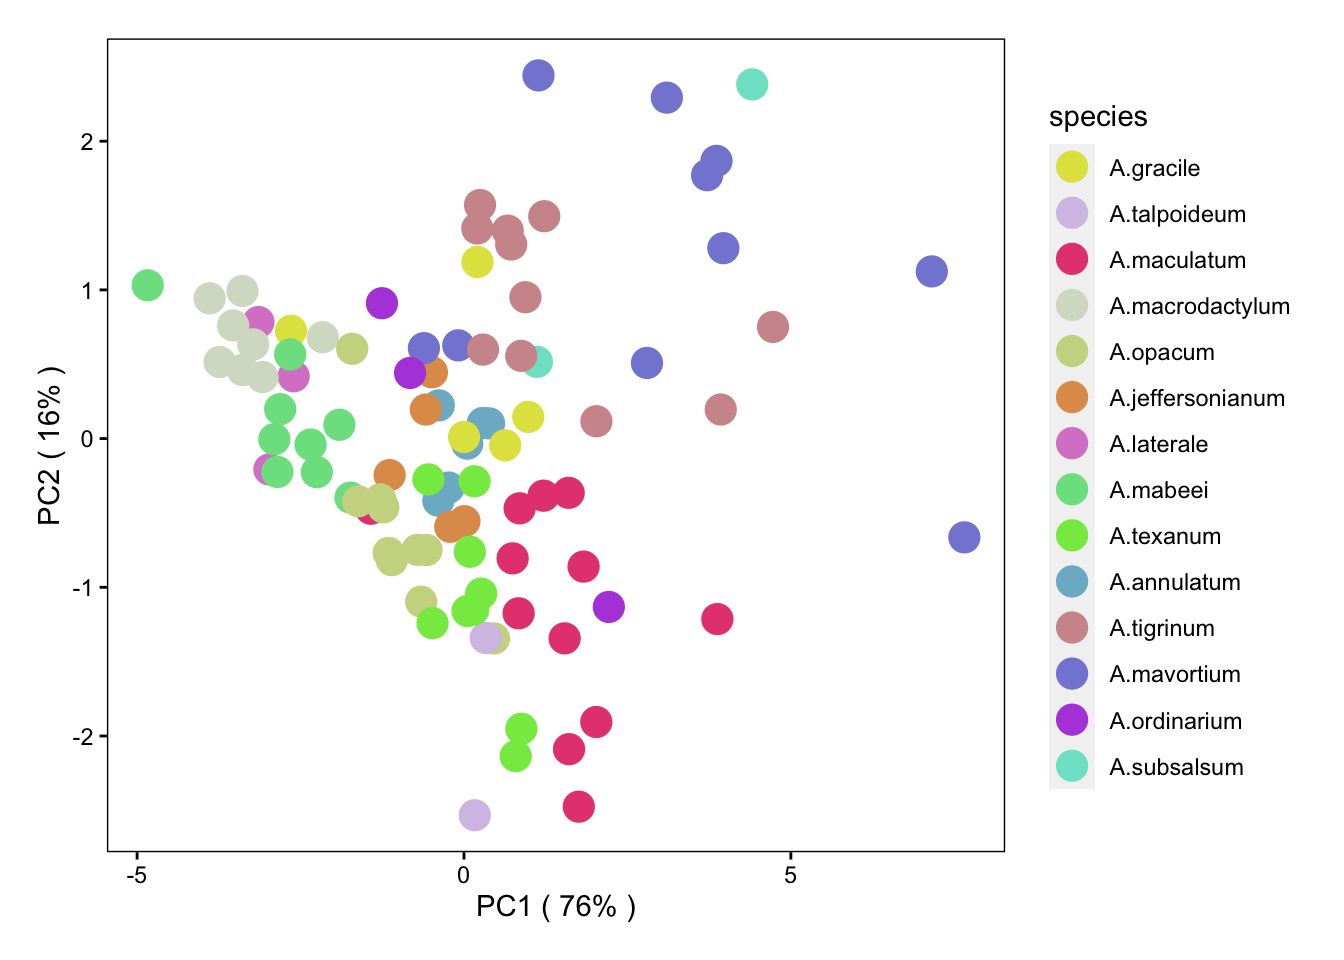 species
A.gracile
A.talpoideum
A.maculatum
A.macrodactylum
A.opacum
A.jeffersonianum
A.laterale
A.mabeei
A.texanum
A.annulatum
A.tigrinum
A.mavortium
A.ordinarium
A.subsalsum
PC2 ( 16% )
2
1
0
-1
-2
-5
0
5
PC1 ( 76% )